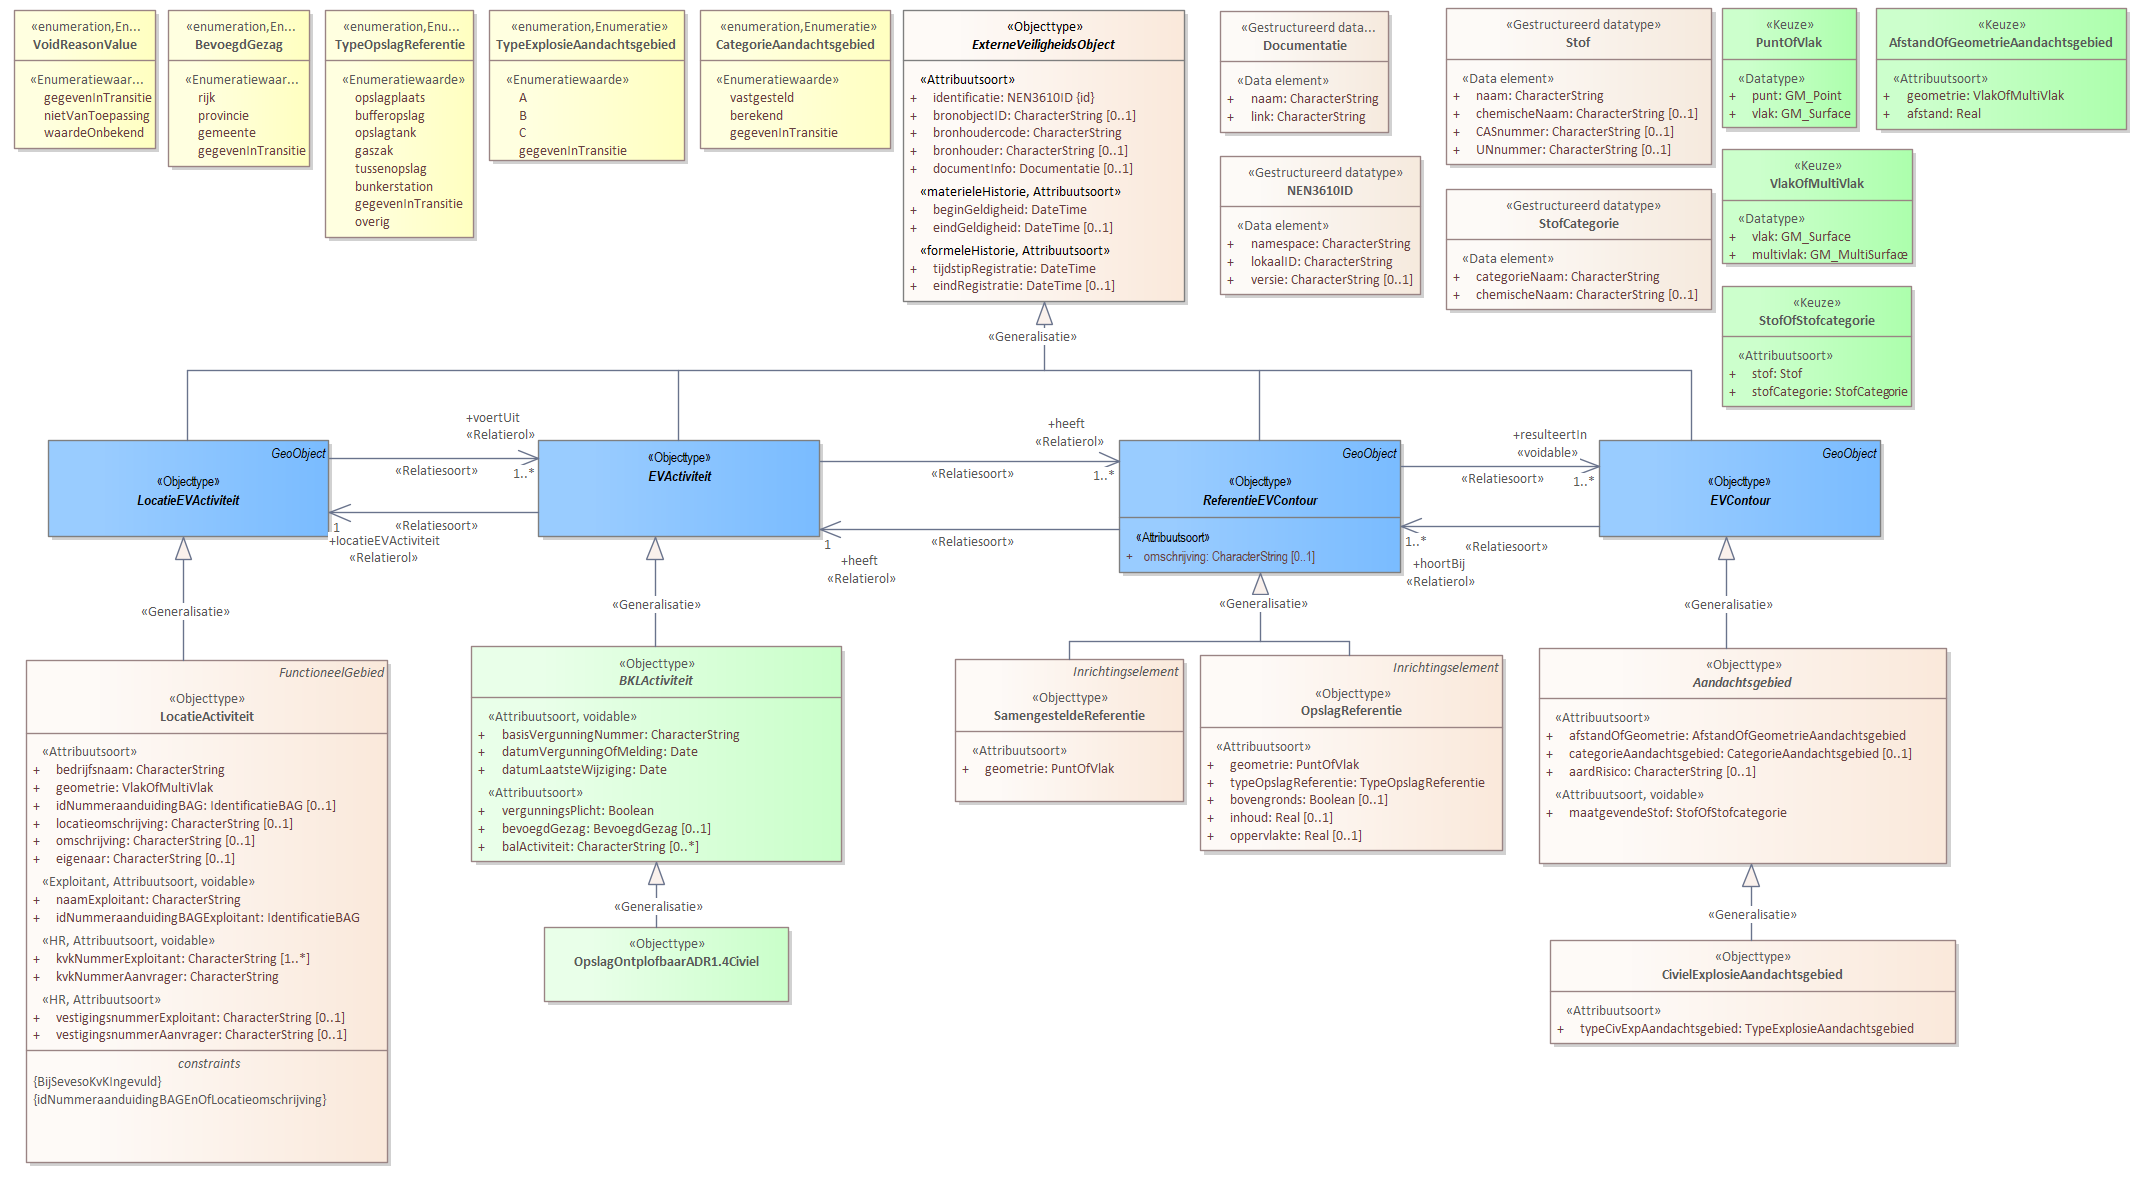 «enumeration,En...
VoidReasonValue
«Enumeratiewaar...
gegevenInTransitie
nietVanToepassing
waardeOnbekend
«enumeration,En...
BevoegdGezag
«Enumeratiewaar...
rijk
provincie
gemeente
gegevenInTransitie
«enumeration,Enu...
TypeOpslagReferentie
«Enumeratiewaarde»
opslagplaats
bufferopslag
opslagtank
gaszak
tussenopslag
bunkerstation
gegevenInTransitie
overig
«enumeration,Enumeratie»
TypeExplosieAandachtsgebied
«Enumeratiewaarde»
A
B
C
gegevenInTransitie
«enumeration,Enumeratie»
CategorieAandachtsgebied
«Enumeratiewaarde»
vastgesteld
berekend
gegevenInTransitie
«Objecttype»
ExterneVeiligheidsObject
«Attribuutsoort»
+ identificatie: NEN3610ID {id}
+ bronobjectID: CharacterString [0..1]
+ bronhoudercode: CharacterString
+ bronhouder: CharacterString [0..1]
+ documentInfo: Documentatie [0..1]
«materieleHistorie, Attribuutsoort»
+ beginGeldigheid: DateTime
+ eindGeldigheid: DateTime [0..1]
«formeleHistorie, Attribuutsoort»
+ tijdstipRegistratie: DateTime
+ eindRegistratie: DateTime [0..1]
«Gestructureerd data...
Documentatie
«Data element»
+ naam: CharacterString
+ link: CharacterString
«Gestructureerd datatype»
NEN3610ID
«Data element»
+ namespace: CharacterString
+ lokaalID: CharacterString
+ versie: CharacterString [0..1]
«Gestructureerd datatype»
Stof
«Data element»
+ naam: CharacterString
+ chemischeNaam: CharacterString [0..1]
+ CASnummer: CharacterString [0..1]
+ UNnummer: CharacterString [0..1]
«Gestructureerd datatype»
StofCategorie
«Data element»
+ categorieNaam: CharacterString
+ chemischeNaam: CharacterString [0..1]
«Keuze»
PuntOfVlak
«Datatype»
+ punt: GM_Point
+ vlak: GM_Surface
«Keuze»
AfstandOfGeometrieAandachtsgebied
«Attribuutsoort»
+ geometrie: VlakOfMultiVlak
+ afstand: Real
«Keuze»
VlakOfMultiVlak
«Datatype»
+ vlak: GM_Surface
+ multivlak: GM_MultiSurface
«Keuze»
StofOfStofcategorie
«Attribuutsoort»
+ stof: Stof
+ stofCategorie: StofCategorie
«Generalisatie»
GeoObject
«Objecttype»
LocatieEVActiviteit
+voertUit
«Relatierol»
1..*
«Relatiesoort»
«Relatiesoort»
1
+locatieEVActiviteit
«Relatierol»
«Objecttype»
EVActiviteit
+heeft
«Relatierol»
1..*
«Relatiesoort»
«Relatiesoort»
1
+heeft
«Relatierol»
GeoObject
«Objecttype»
ReferentieEVContour
«Attribuutsoort»
+ omschrijving: CharacterString [0..1]
+resulteertIn
«voidable»
1..*
«Relatiesoort»
«Relatiesoort»
1..*
+hoortBij
«Relatierol»
GeoObject
«Objecttype»
EVContour
«Generalisatie»
«Generalisatie»
«Generalisatie»
«Generalisatie»
FunctioneelGebied
«Objecttype»
LocatieActiviteit
«Attribuutsoort»
+ bedrijfsnaam: CharacterString
+ geometrie: VlakOfMultiVlak
+ idNummeraanduidingBAG: IdentificatieBAG [0..1]
+ locatieomschrijving: CharacterString [0..1]
+ omschrijving: CharacterString [0..1]
+ eigenaar: CharacterString [0..1]
«Exploitant, Attribuutsoort, voidable»
+ naamExploitant: CharacterString
+ idNummeraanduidingBAGExploitant: IdentificatieBAG
«HR, Attribuutsoort, voidable»
+ kvkNummerExploitant: CharacterString [1..*]
+ kvkNummerAanvrager: CharacterString
«HR, Attribuutsoort»
+ vestigingsnummerExploitant: CharacterString [0..1]
+ vestigingsnummerAanvrager: CharacterString [0..1]
constraints
{BijSevesoKvKIngevuld}
{idNummeraanduidingBAGEnOfLocatieomschrijving}
«Objecttype»
BKLActiviteit
«Attribuutsoort, voidable»
+ basisVergunningNummer: CharacterString
+ datumVergunningOfMelding: Date
+ datumLaatsteWijziging: Date
«Attribuutsoort»
+ vergunningsPlicht: Boolean
+ bevoegdGezag: BevoegdGezag [0..1]
+ balActiviteit: CharacterString [0..*]
«Generalisatie»
«Objecttype»
OpslagOntplofbaarADR1.4Civiel
Inrichtingselement
«Objecttype»
SamengesteldeReferentie
«Attribuutsoort»
+ geometrie: PuntOfVlak
Inrichtingselement
«Objecttype»
OpslagReferentie
«Attribuutsoort»
+ geometrie: PuntOfVlak
+ typeOpslagReferentie: TypeOpslagReferentie
+ bovengronds: Boolean [0..1]
+ inhoud: Real [0..1]
+ oppervlakte: Real [0..1]
«Objecttype»
Aandachtsgebied
«Attribuutsoort»
+ afstandOfGeometrie: AfstandOfGeometrieAandachtsgebied
+ categorieAandachtsgebied: CategorieAandachtsgebied [0..1]
+ aardRisico: CharacterString [0..1]
«Attribuutsoort, voidable»
+ maatgevendeStof: StofOfStofcategorie
«Generalisatie»
«Objecttype»
CivielExplosieAandachtsgebied
«Attribuutsoort»
+ typeCivExpAandachtsgebied: TypeExplosieAandachtsgebied